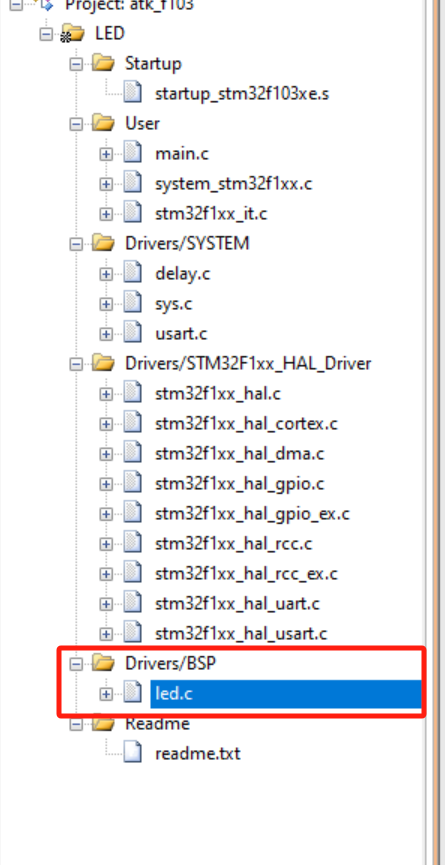 Project: atk_f103
LED
Startup
startup_stm32f103xe.s
User
main.c
system_stm32f1xx.c
stm32f1xx_it.c
Drivers/SYSTEM
delay.c
sys.c
usart.c
Drivers/STM32F1xx_HAL_Driver
stm32f1xx_hal.c
stm32f1xx_hal_cortex.c
stm32f1xx_hal_dma.c
stm32f1xx_hal_gpio.c
stm32f1xx_hal_gpio_ex.c
stm32f1xx_hal_rcc.c
stm32f1xx_hal_rcc_ex.c
stm32f1xx_hal_uart.c
stm32f1xx_hal_usart.c
Drivers/BSP
led.c
Readme
readme.txt